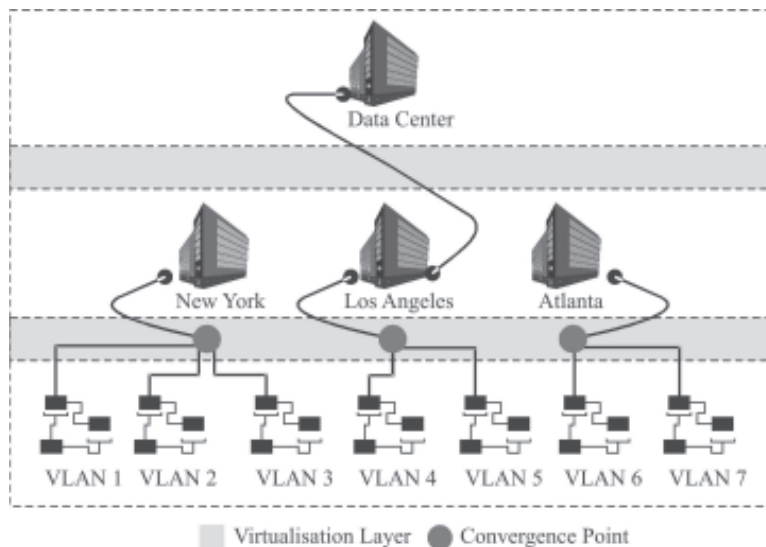 Data Center
New York
Los Angeles
Atlanta
VLAN 1
VLAN 2
VLAN 3
VLAN 4
VLAN 5
VLAN 6
VLAN 7
Virtualisation Layer
Convergence Point